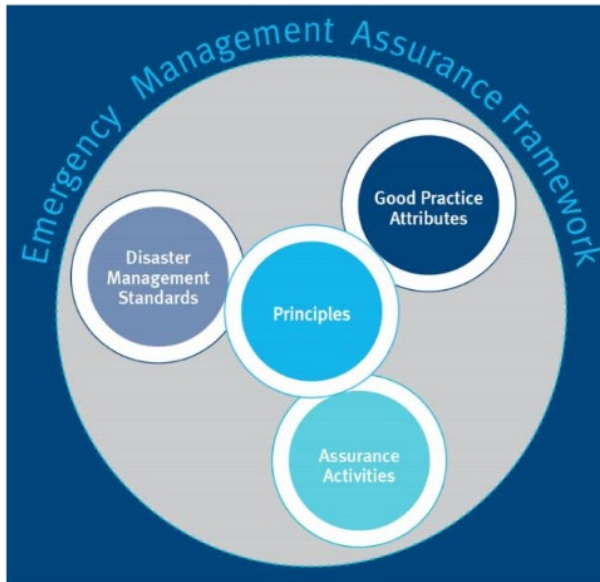 Emergency Management Assurance Framework
Good Practice
Attributes
Disaster
Management
Standards
Principles
Assurance
Activities